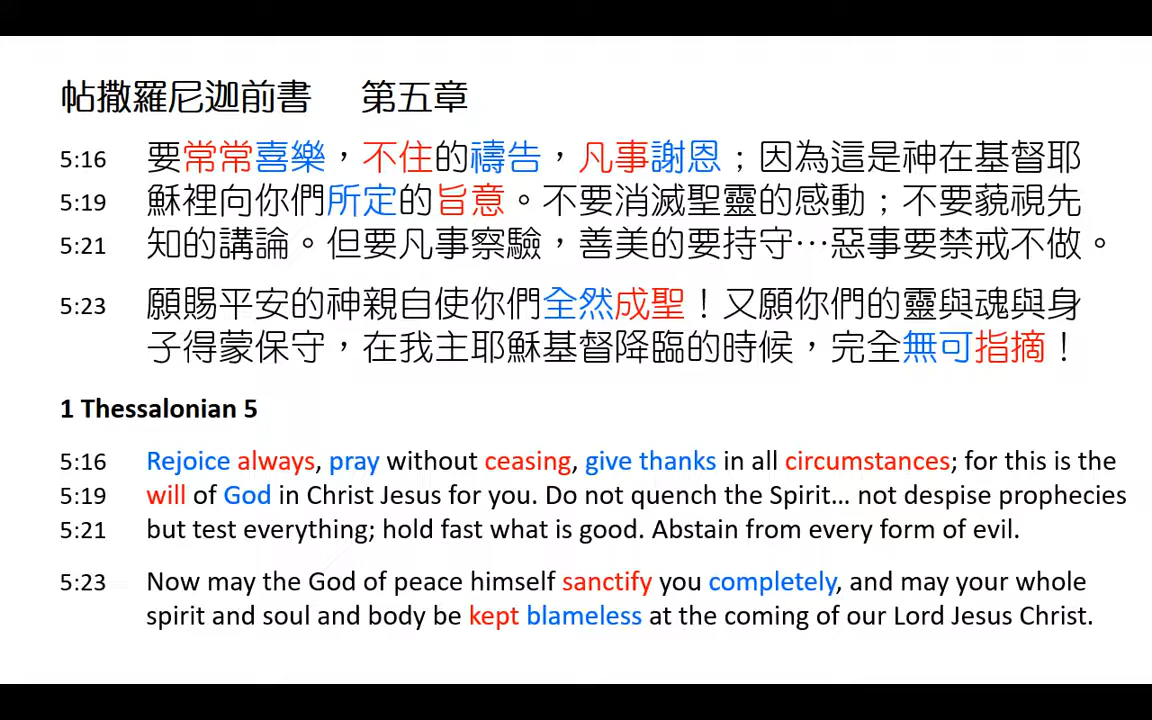 帖撒羅尼迦前書 第五章
5:16 要常常喜樂，不住的禱告，凡事謝恩；因為這是神在基督耶
5:19 穌裡向你們所定的旨意。不要消滅聖靈的感動；不要藐視先
5:21 知的講論。但要凡事察驗，善美的要持守…惡事要禁戒不做。
5:23 願賜平安的神親自使你們全然成聖！又願你們的靈與魂與身
子得蒙保守，在我主耶穌基督降臨的時候，完全無可指摘！
1 Thessalonian 5
5:16 Rejoice always, pray without ceasing, give thanks in all circumstances; for this is the
5:19 will of God in Christ Jesus for you. Do not quench the Spirit… not despise prophecies
5:21 but test everything; hold fast what is good. Abstain from every form of evil.
5:23 Now may the God of peace himself sanctify you completely, and may your whole
spirit and soul and body be kept blameless at the coming of our Lord Jesus Christ.